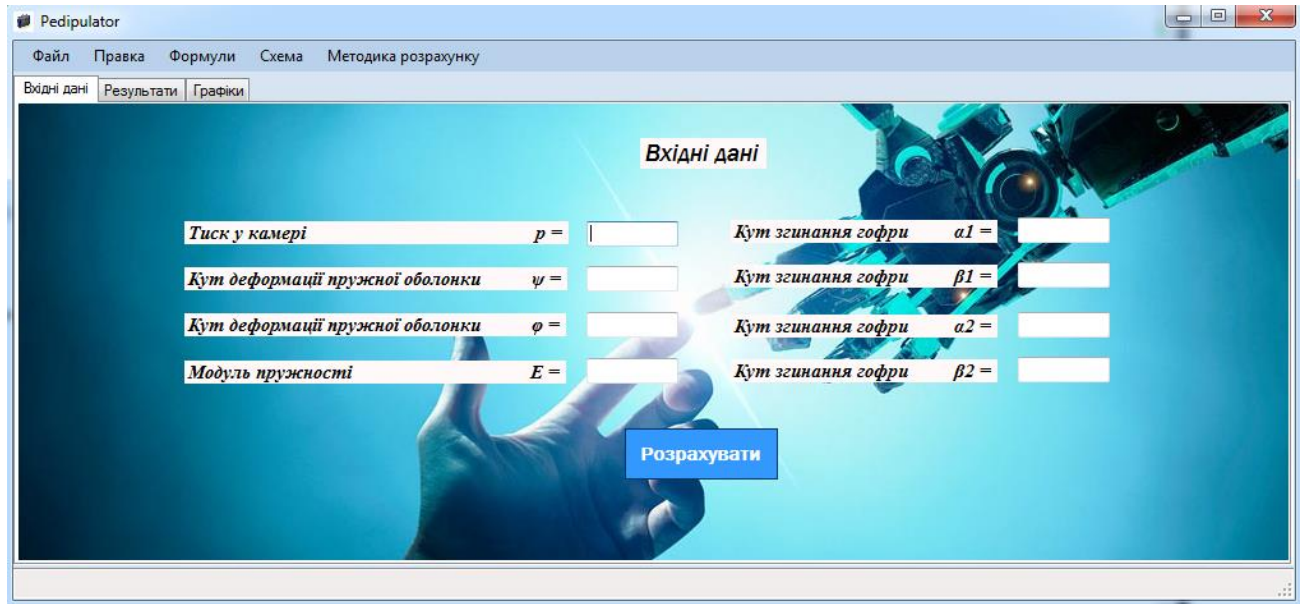 Pedipulator
Файл Правка Формули Схема Методика розрахунку
Вхідні дані Результати Графіки
Вхідні дані
Тиск у камері p = Кут згинання гофри α1 =
Кут деформації пружної оболонки ψ = Кут згинання гофри β1 =
Кут деформації пружної оболонки φ = Кут згинання гофри α2 =
Модуль пружності E = Кут згинання гофри β2 =
Розрахувати